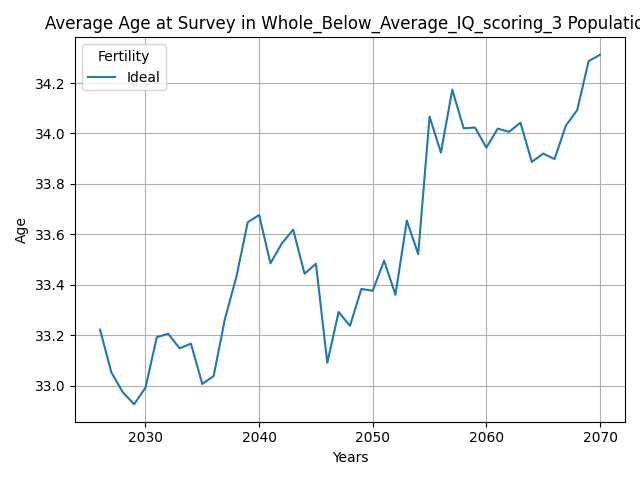 Average Age at Survey in Whole_Below_Average_IQ_scoring_3 Populatio
Fertility
Ideal
34.2
34.0
33.8
33.6
33.4
33.2
33.0
Age
2030 2040 2050 2060 2070
Years